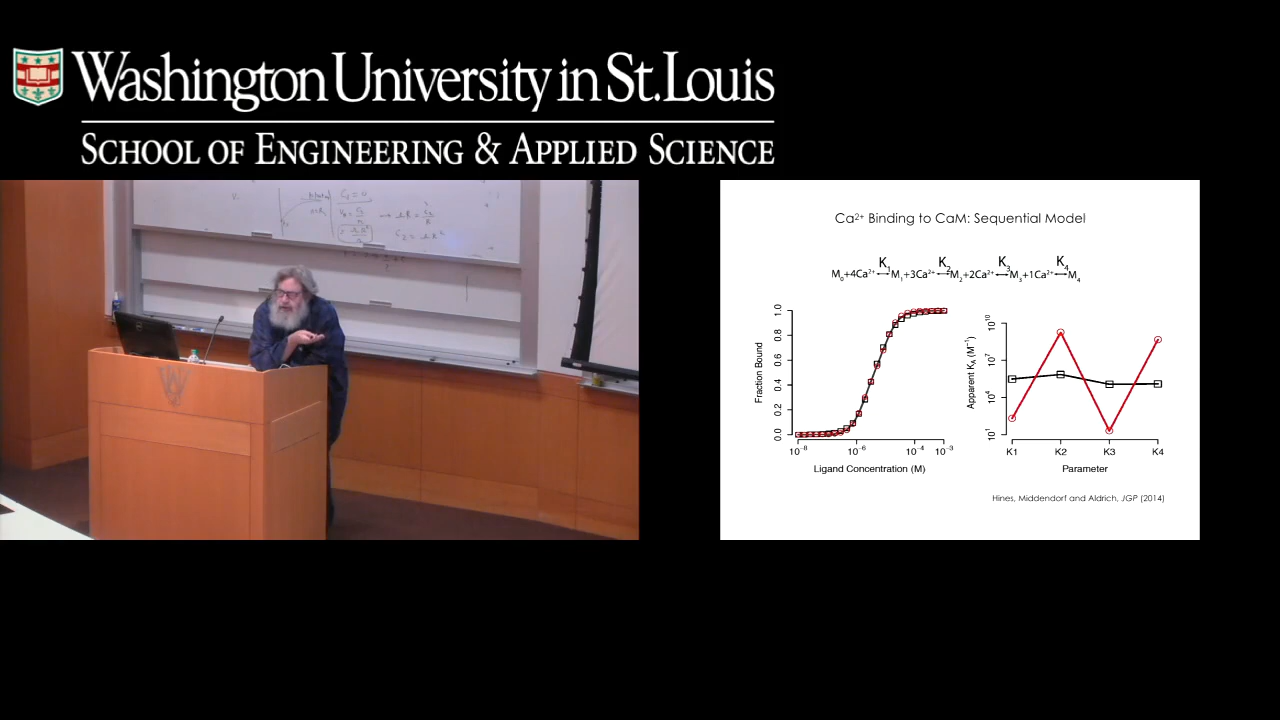 Washington University in St. Louis
SCHOOL OF ENGINEERING & APPLIED SCIENCE
Ca²⁺ Binding to CaM: Sequential Model
K₁ K₂ K₃ K₄
M₀+4Ca²⁺⟷M₁+3Ca²⁺⟷M₂+2Ca²⁺⟷M₃+1Ca²⁺⟷M₄
Fraction Bound
1.0
0.8
0.6
0.4
0.2
0.0
10⁻⁸ 10⁻⁶ 10⁻⁴ 10⁻³
Ligand Concentration (M)
Apparent K_A (M⁻¹)
10¹⁰
10⁷
10⁴
10¹
K1 K2 K3 K4
Parameter
Hines, Middendorf and Aldrich, JGP (2014)